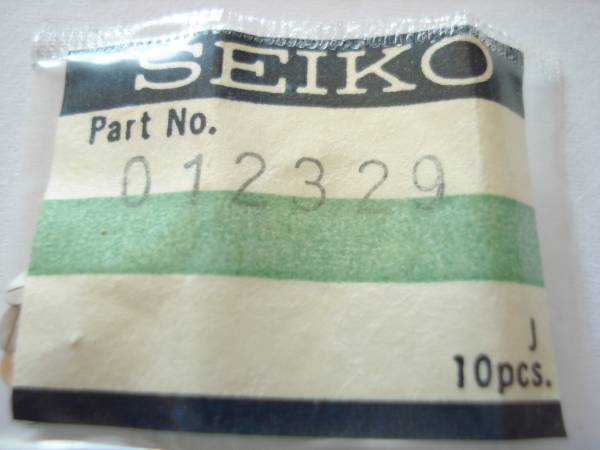 SEIKO
Part No.
012329
J
10pcs.